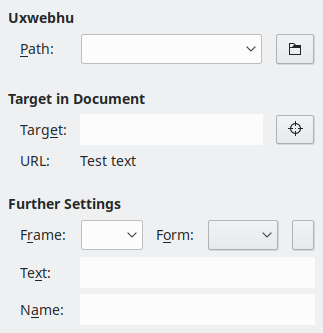 Uxwebhu
Path:
Target in Document
Target:
URL: Test text
Further Settings
Frame: Form:
Text:
Name: